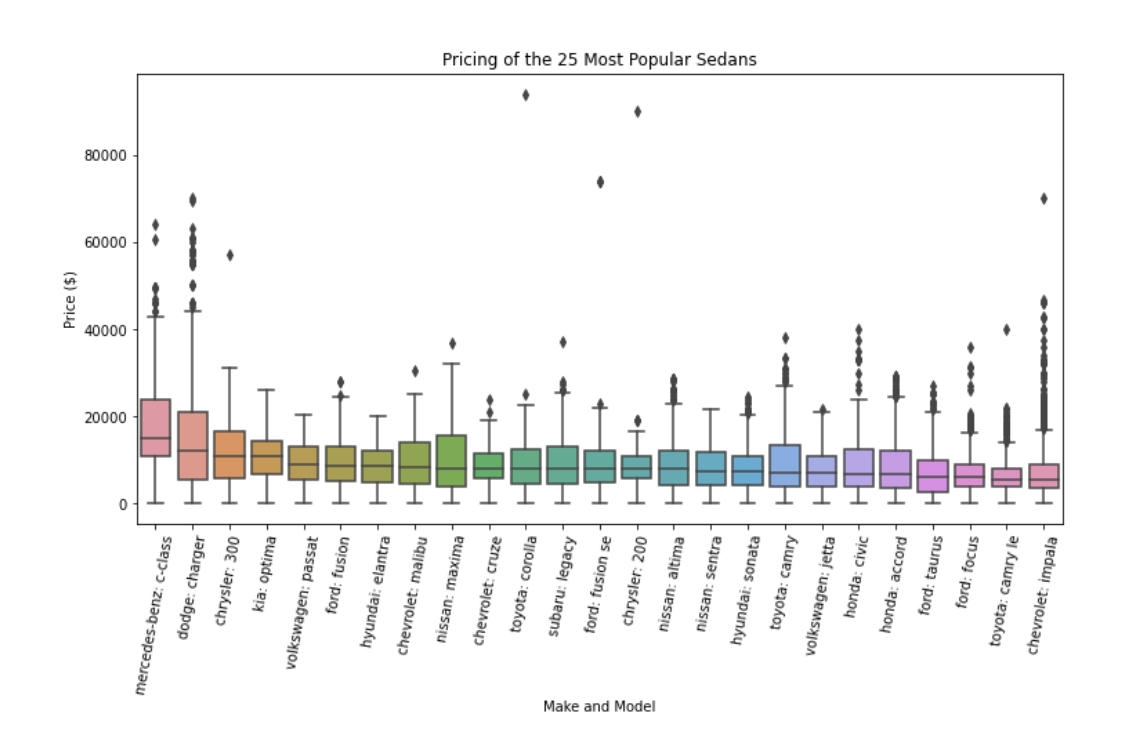 Pricing of the 25 Most Popular Sedans
Price ($)
80000
60000
40000
20000
0
mercedes-benz: c-class
dodge: charger
chrysler: 300
kia: optima
volkswagen: passat
ford: fusion
hyundai: elantra
chevrolet: malibu
nissan: maxima
chevrolet: cruze
toyota: corolla
subaru: legacy
ford: fusion se
chrysler: 200
nissan: altima
nissan: sentra
hyundai: sonata
toyota: camry
volkswagen: jetta
honda: civic
honda: accord
ford: taurus
ford: focus
toyota: camry le
chevrolet: impala
Make and Model